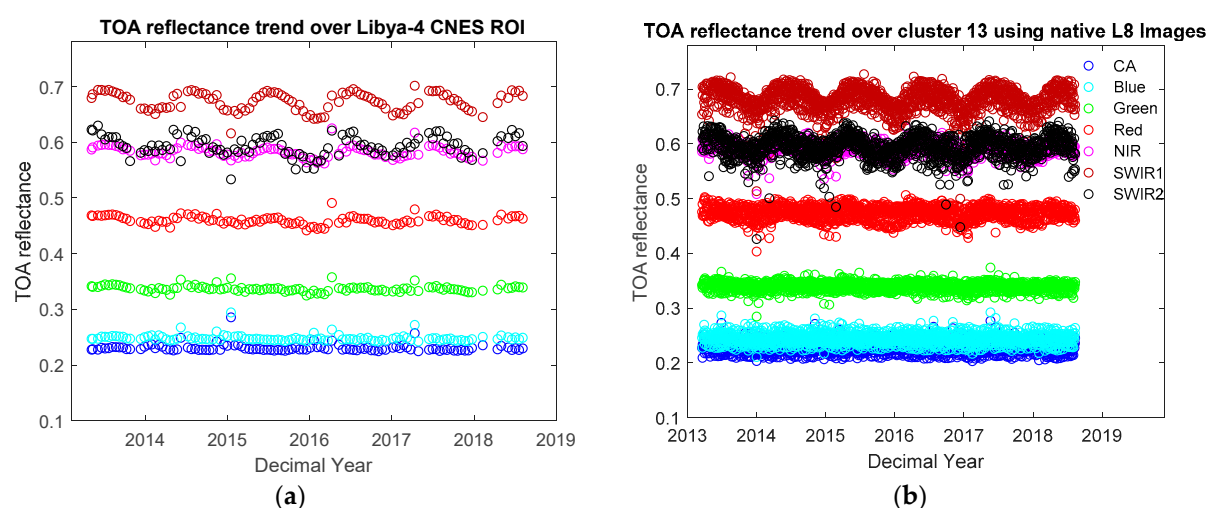 TOA reflectance trend over Libya-4 CNES ROI
TOA reflectance
0.7
0.6
0.5
0.4
0.3
0.2
0.1
2014
2015
2016
2017
2018
2019
Decimal Year
(a)
TOA reflectance trend over cluster 13 using native L8 Images
TOA reflectance
0.7
0.6
0.5
0.4
0.3
0.2
0.1
2013
2014
2015
2016
2017
2018
2019
Decimal Year
CA
Blue
Green
Red
NIR
SWIR1
SWIR2
(b)